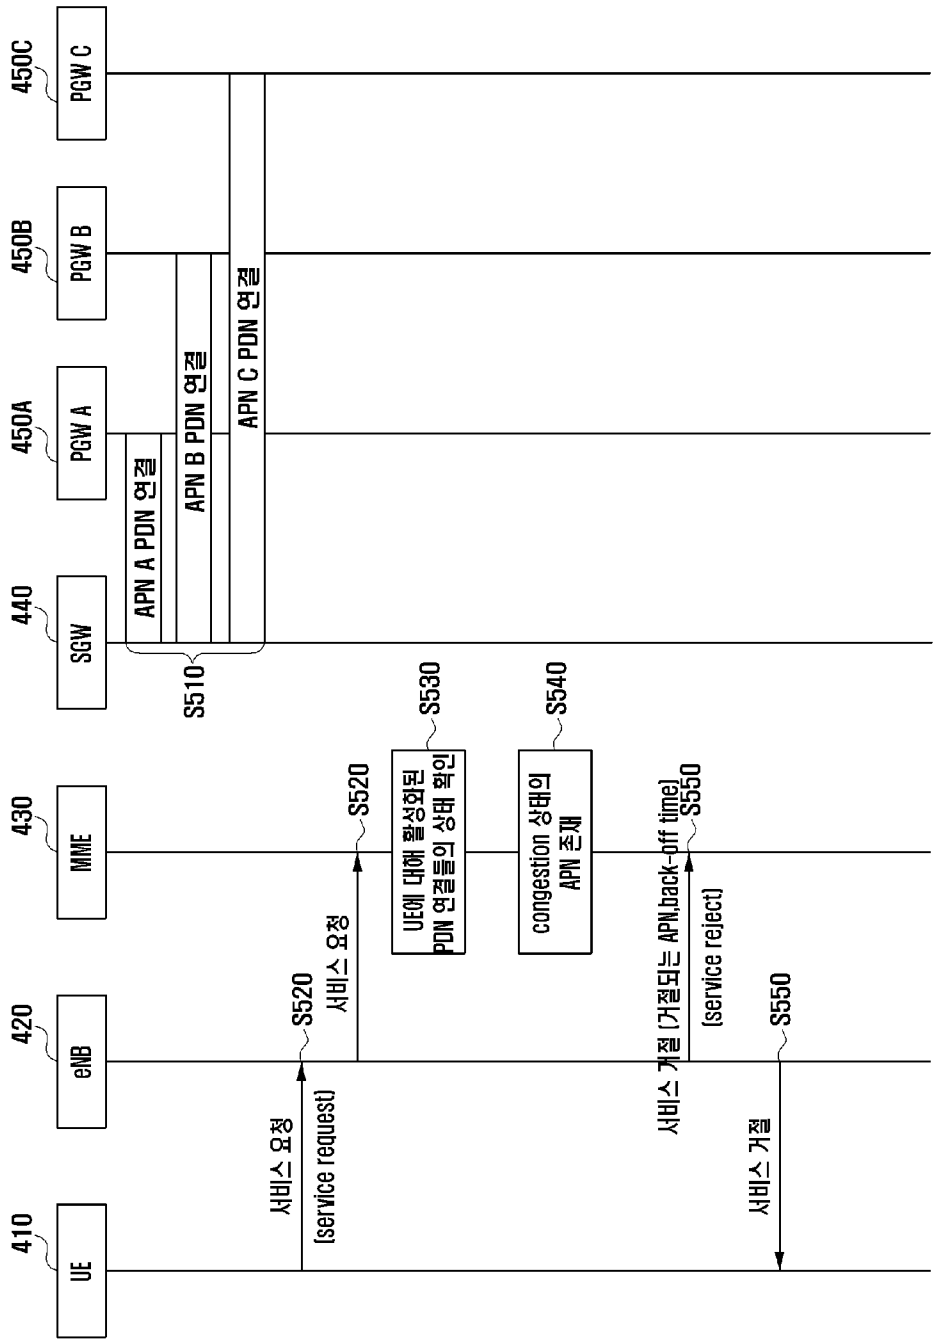 410
420
430
440
450A
450B
450C
UE
eNB
MME
SGW
PGW A
PGW B
PGW C
APN A PDN 연결
APN B PDN 연결
APN C PDN 연결
S510
서비스 요청
(service request)
S520
서비스 요청
S520
UE에 대해 활성화된
PDN 연결들의 상태 확인
S530
congestion 상태의
APN 존재
S540
서비스 거절 (거절되는 APN,back-off time)
(service reject)
S550
서비스 거절
S550